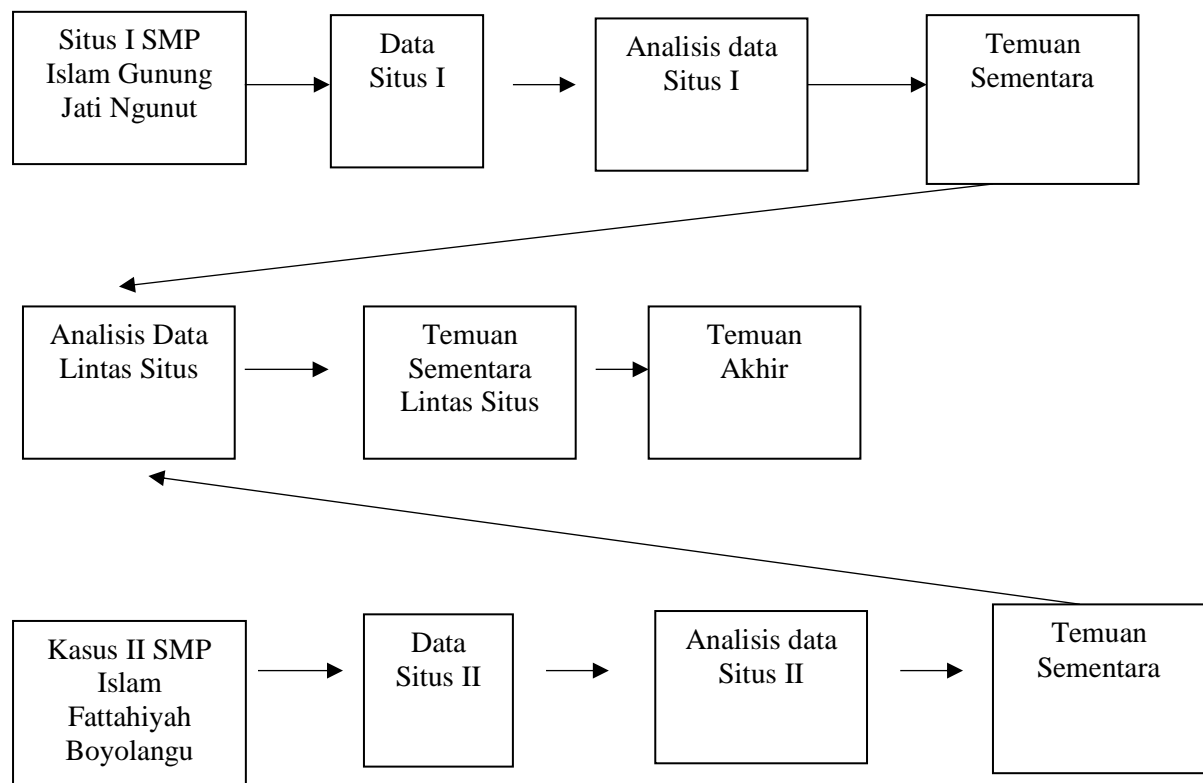 Situs I SMP
Islam Gunung
Jati Ngunut
Data
Situs I
Analisis data
Situs I
Temuan
Sementara
Analisis Data
Lintas Situs
Temuan
Sementara
Lintas Situs
Temuan
Akhir
Kasus II SMP
Islam
Fattahiyah
Boyolangu
Data
Situs II
Analisis data
Situs II
Temuan
Sementara